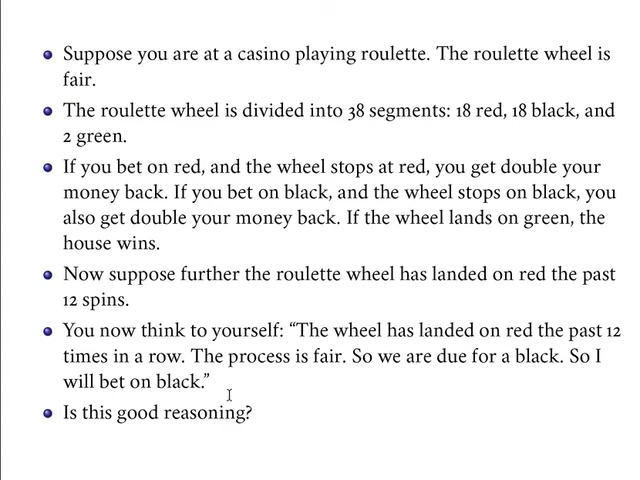 Suppose you are at a casino playing roulette. The roulette wheel is
fair.
The roulette wheel is divided into 38 segments: 18 red, 18 black, and
2 green.
If you bet on red, and the wheel stops at red, you get double your
money back. If you bet on black, and the wheel stops on black, you
also get double your money back. If the wheel lands on green, the
house wins.
Now suppose further the roulette wheel has landed on red the past
12 spins.
You now think to yourself: “The wheel has landed on red the past 12
times in a row. The process is fair. So we are due for a black. So I
will bet on black.”
Is this good reasoning?